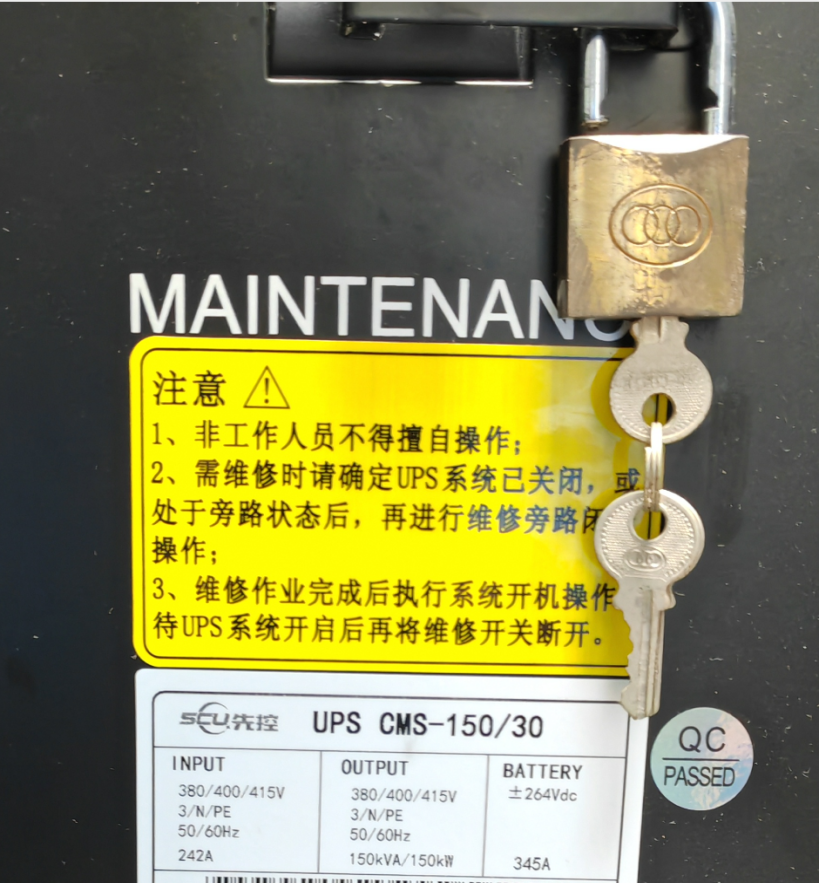 MAINTENANC
注意
1、非工作人员不得擅自操作；
2、需维修时请确定UPS系统已关闭，或
处于旁路状态后，再进行维修旁路闭
操作；
3、维修作业完成后执行系统开机操作
待UPS系统开启后再将维修开关断开。
SCU先控 UPS CMS-150/30
INPUT OUTPUT BATTERY
380/400/415V 380/400/415V ±264Vdc
3/N/PE 3/N/PE
50/60Hz 50/60Hz
242A 150kVA/150kW 345A
QC
PASSED